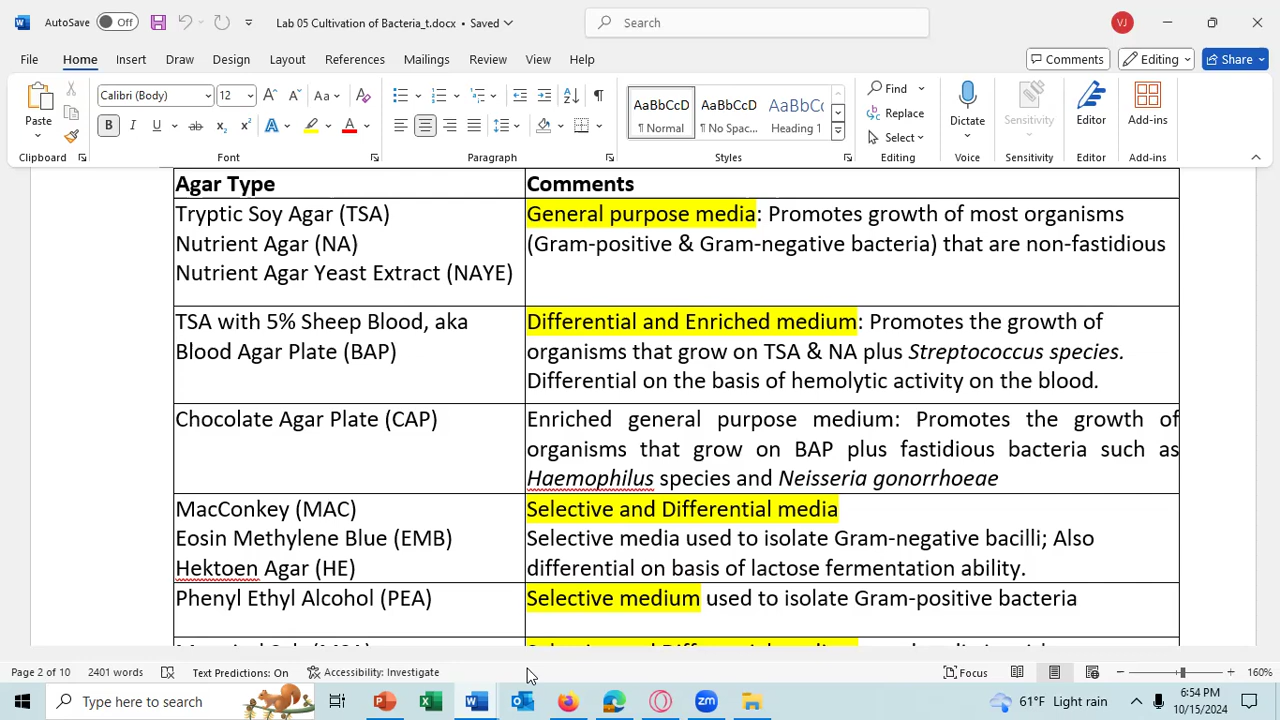 AutoSave Off Lab 05 Cultivation of Bacteria_t.docx • Saved Search VJ
File Home Insert Draw Design Layout References Mailings Review View Help Comments Editing Share
Paste Calibri (Body) 12 Aa AaBbCcD AaBbCcD AaBbCc Find Replace Select Dictate Sensitivity Editor Add-ins
B I U ab x₂ x² A A ¶ Normal ¶ No Spac... Heading 1
Clipboard Font Paragraph Styles Editing Voice Sensitivity Editor Add-ins
Agar Type Comments
Tryptic Soy Agar (TSA) General purpose media: Promotes growth of most organisms
Nutrient Agar (NA) (Gram-positive & Gram-negative bacteria) that are non-fastidious
Nutrient Agar Yeast Extract (NAYE)
TSA with 5% Sheep Blood, aka Differential and Enriched medium: Promotes the growth of
Blood Agar Plate (BAP) organisms that grow on TSA & NA plus Streptococcus species.
Differential on the basis of hemolytic activity on the blood.
Chocolate Agar Plate (CAP) Enriched general purpose medium: Promotes the growth of
organisms that grow on BAP plus fastidious bacteria such as
Haemophilus species and Neisseria gonorrhoeae
MacConkey (MAC) Selective and Differential media
Eosin Methylene Blue (EMB) Selective media used to isolate Gram-negative bacilli; Also
Hektoen Agar (HE) differential on basis of lactose fermentation ability.
Phenyl Ethyl Alcohol (PEA) Selective medium used to isolate Gram-positive bacteria
Page 2 of 10 2401 words Text Predictions: On Accessibility: Investigate Focus 160%
Type here to search 61°F Light rain 6:54 PM
10/15/2024